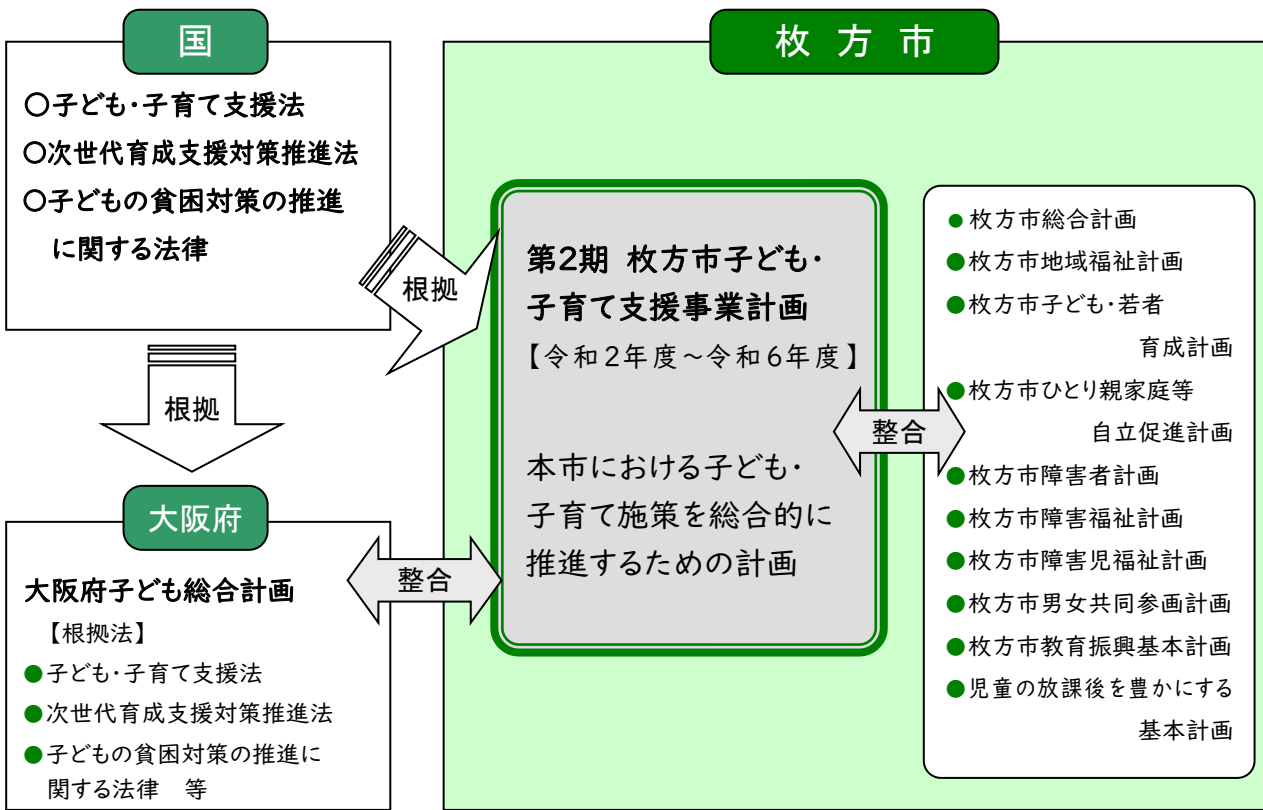 国
○子ども・子育て支援法
○次世代育成支援対策推進法
○子どもの貧困対策の推進
に関する法律
根拠
根拠
大阪府
大阪府子ども総合計画
【根拠法】
●子ども・子育て支援法
●次世代育成支援対策推進法
●子どもの貧困対策の推進に
関する法律　等
整合
枚方市
第2期 枚方市子ども・
子育て支援事業計画
【令和2年度～令和6年度】
本市における子ども・
子育て施策を総合的に
推進するための計画
整合
●枚方市総合計画
●枚方市地域福祉計画
●枚方市子ども・若者
育成計画
●枚方市ひとり親家庭等
自立促進計画
●枚方市障害者計画
●枚方市障害福祉計画
●枚方市障害児福祉計画
●枚方市男女共同参画計画
●枚方市教育振興基本計画
●児童の放課後を豊かにする
基本計画